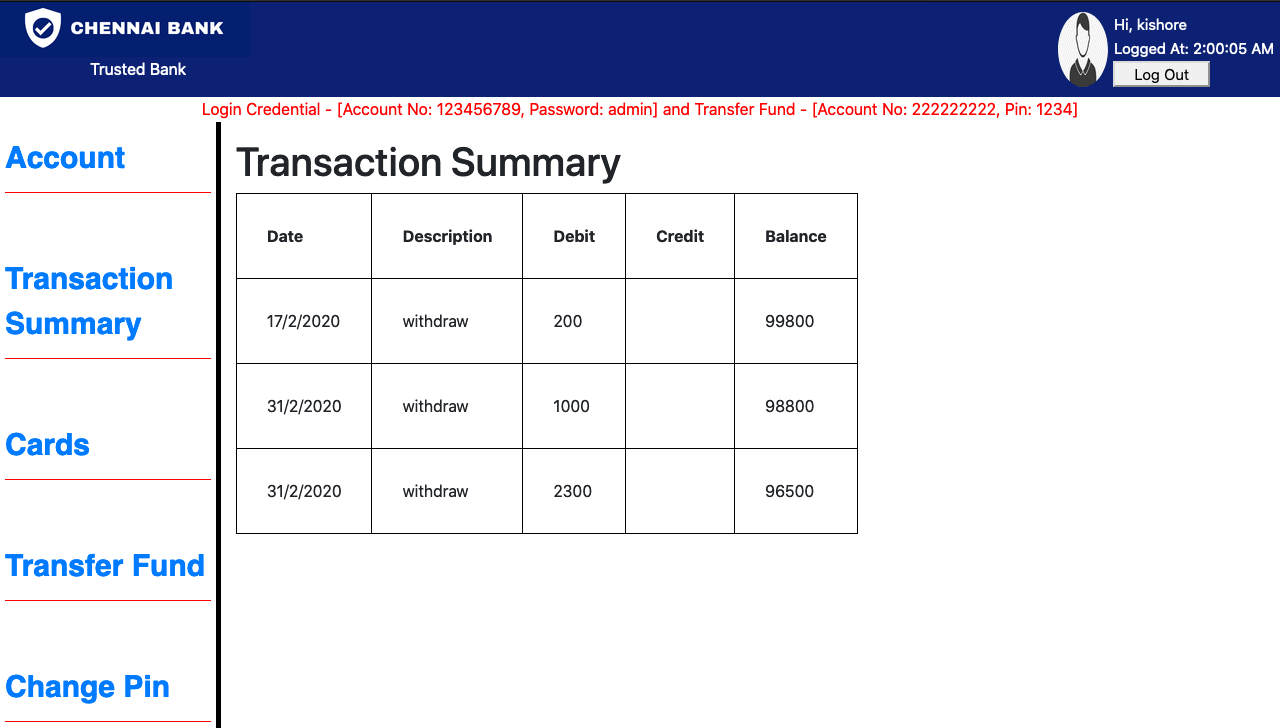 CHENNAI BANK
Trusted Bank
Hi, kishore
Logged At: 2:00:05 AM
Log Out
Login Credential - [Account No: 123456789, Password: admin] and Transfer Fund - [Account No: 222222222, Pin: 1234]
Account
Transaction
Summary
Cards
Transfer Fund
Change Pin
Transaction Summary
Date Description Debit Credit Balance
17/2/2020 withdraw 200 99800
31/2/2020 withdraw 1000 98800
31/2/2020 withdraw 2300 96500